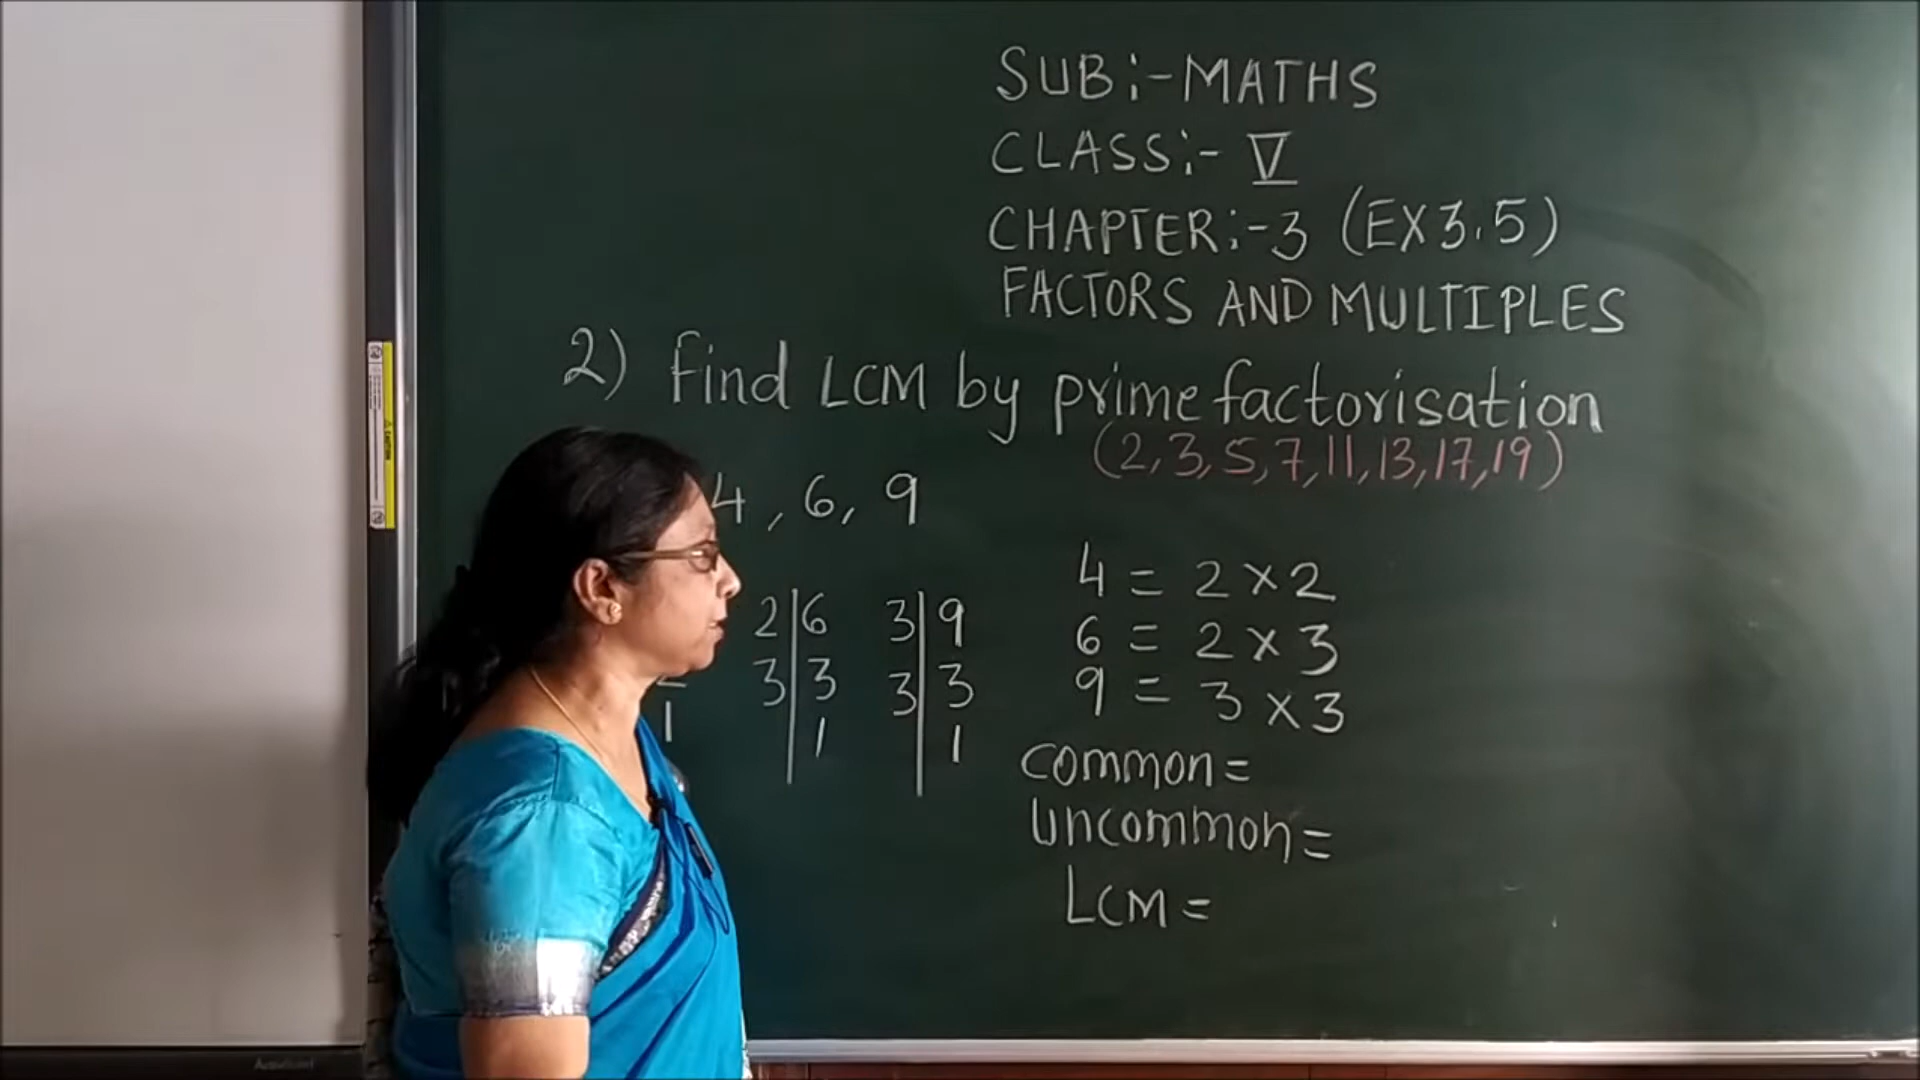 SUB:-MATHS
CLASS:- V
CHAPTER:-3 (EX3.5)
FACTORS AND MULTIPLES
2) Find LCM by prime factorisation
(2,3,5,7,11,13,17,19)
4, 6, 9
2|6 3|9
3|3 3|3
1 1 1
4 = 2×2
6 = 2×3
9 = 3×3
common=
uncommon=
LCM=